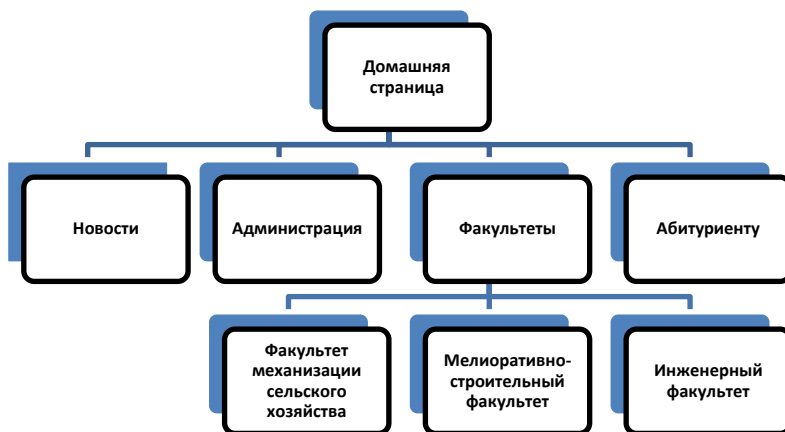 Домашняя
страница
Новости
Администрация
Факультеты
Абитуриенту
Факультет
механизации
сельского
хозяйства
Мелиоративно-
строительный
факультет
Инженерный
факультет